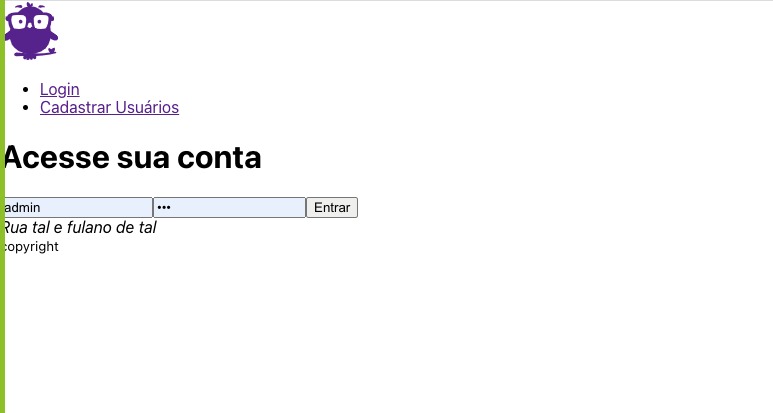 Login
Cadastrar Usuários
Acesse sua conta
admin ••• Entrar
Rua tal e fulano de tal
copyright